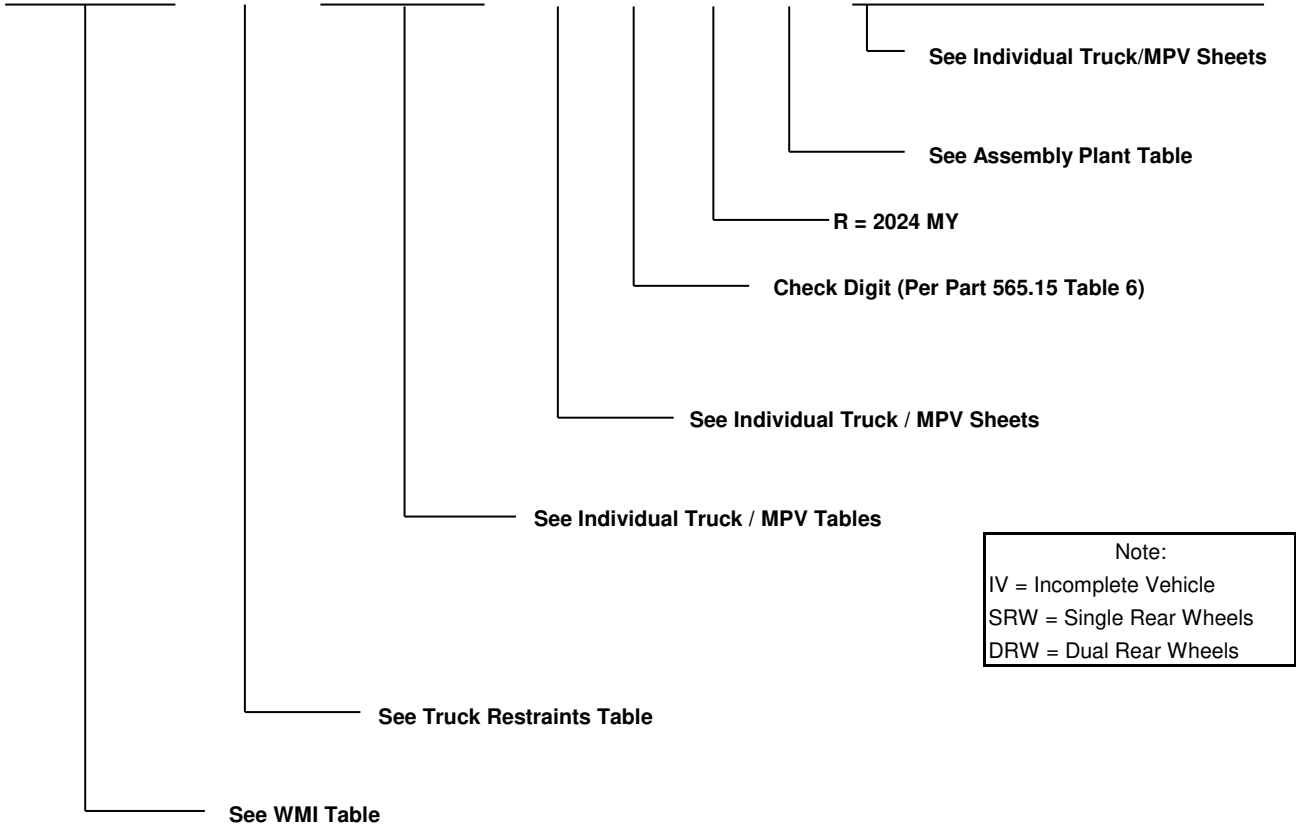 See Individual Truck/MPV Sheets
See Assembly Plant Table
R = 2024 MY
Check Digit (Per Part 565.15 Table 6)
See Individual Truck / MPV Sheets
See Individual Truck / MPV Tables
Note:
IV = Incomplete Vehicle
SRW = Single Rear Wheels
DRW = Dual Rear Wheels
See Truck Restraints Table
See WMI Table